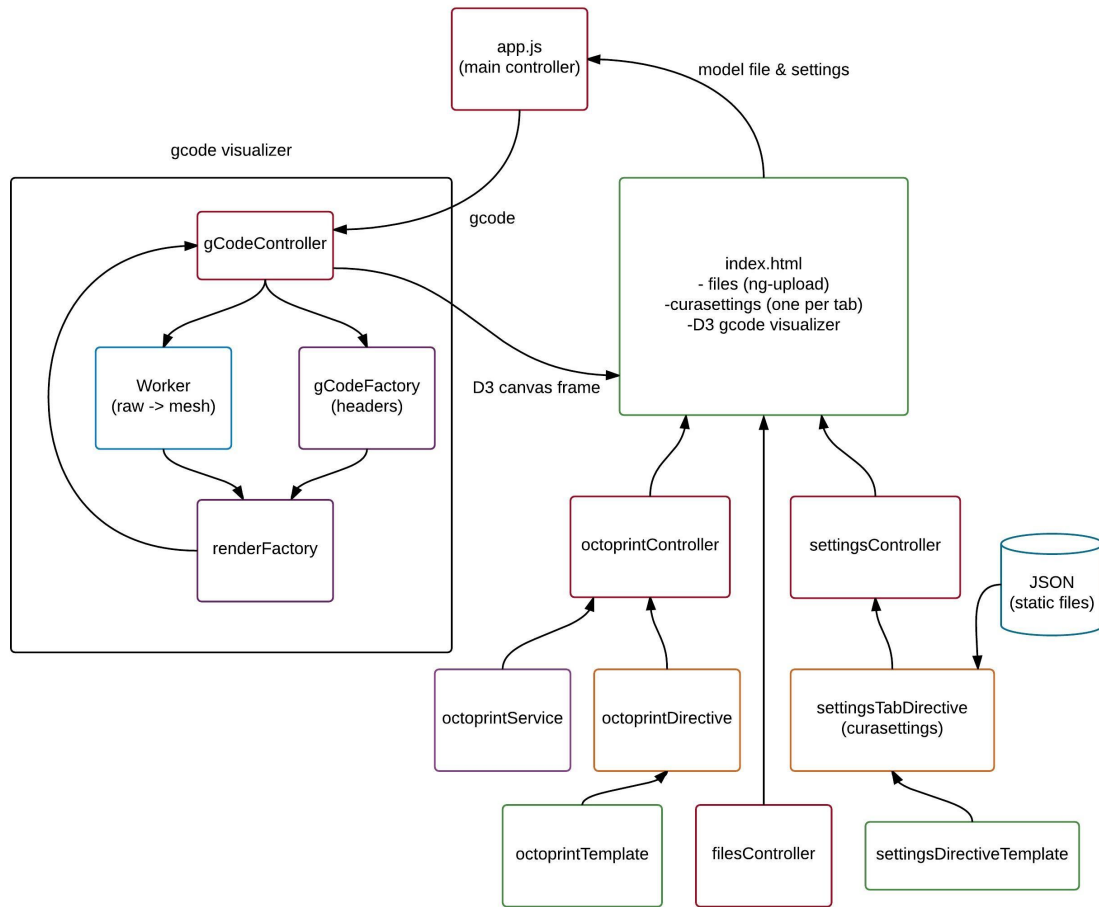 app.js
(main controller)
model file & settings
gcode visualizer
gcode
gCodeController
index.html
- files (ng-upload)
-curasettings (one per tab)
-D3 gcode visualizer
Worker
(raw -> mesh)
gCodeFactory
(headers)
D3 canvas frame
renderFactory
octoprintController
settingsController
JSON
(static files)
octoprintService
octoprintDirective
settingsTabDirective
(curasettings)
octoprintTemplate
filesController
settingsDirectiveTemplate